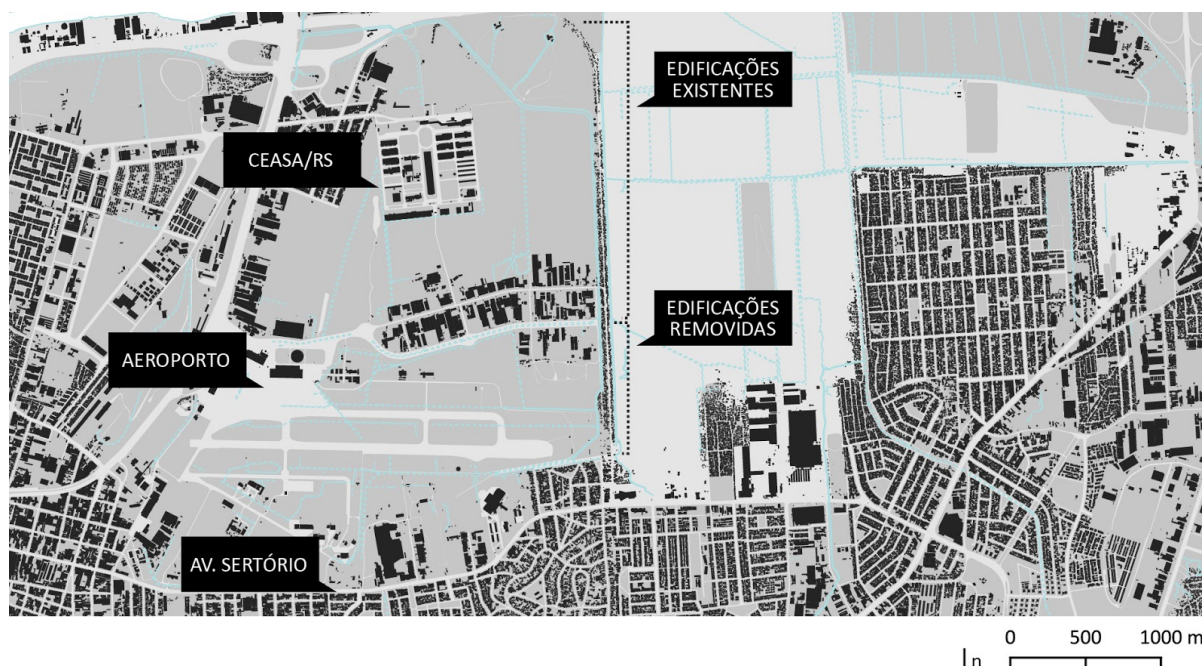 EDIFICAÇÕES
EXISTENTES
CEASA/RS
EDIFICAÇÕES
REMOVIDAS
AEROPORTO
AV. SERTÓRIO
0 500 1000 m
n